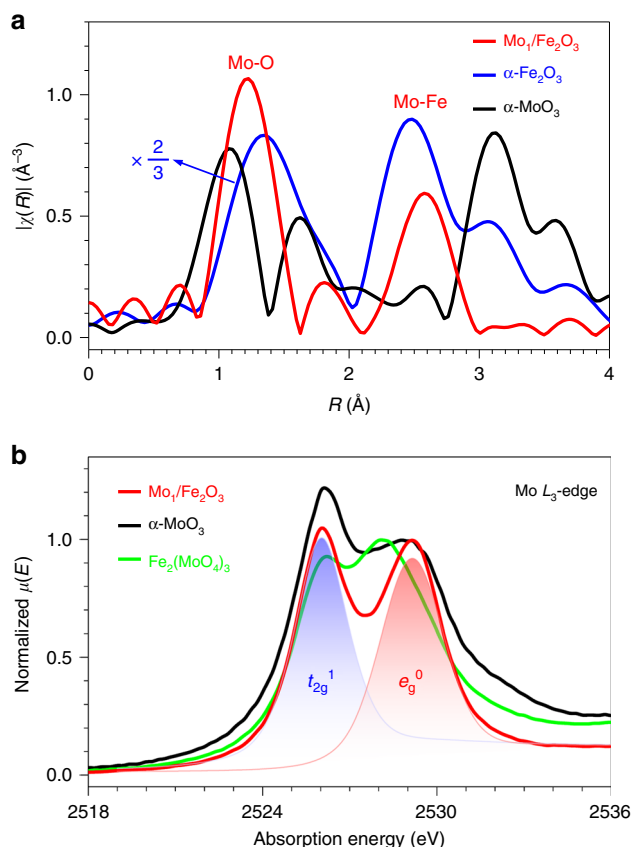 a
Mo₁/Fe₂O₃
α-Fe₂O₃
α-MoO₃
Mo-O
Mo-Fe
× 2/3
|χ(R)| (Å⁻³)
1.0
0.5
0.0
0 1 2 3 4
R (Å)
b
Mo₁/Fe₂O₃
α-MoO₃
Fe₂(MoO₄)₃
Mo L₃-edge
Normalized μ(E)
1.0
0.5
0.0
t₂g¹
eg⁰
2518 2524 2530 2536
Absorption energy (eV)